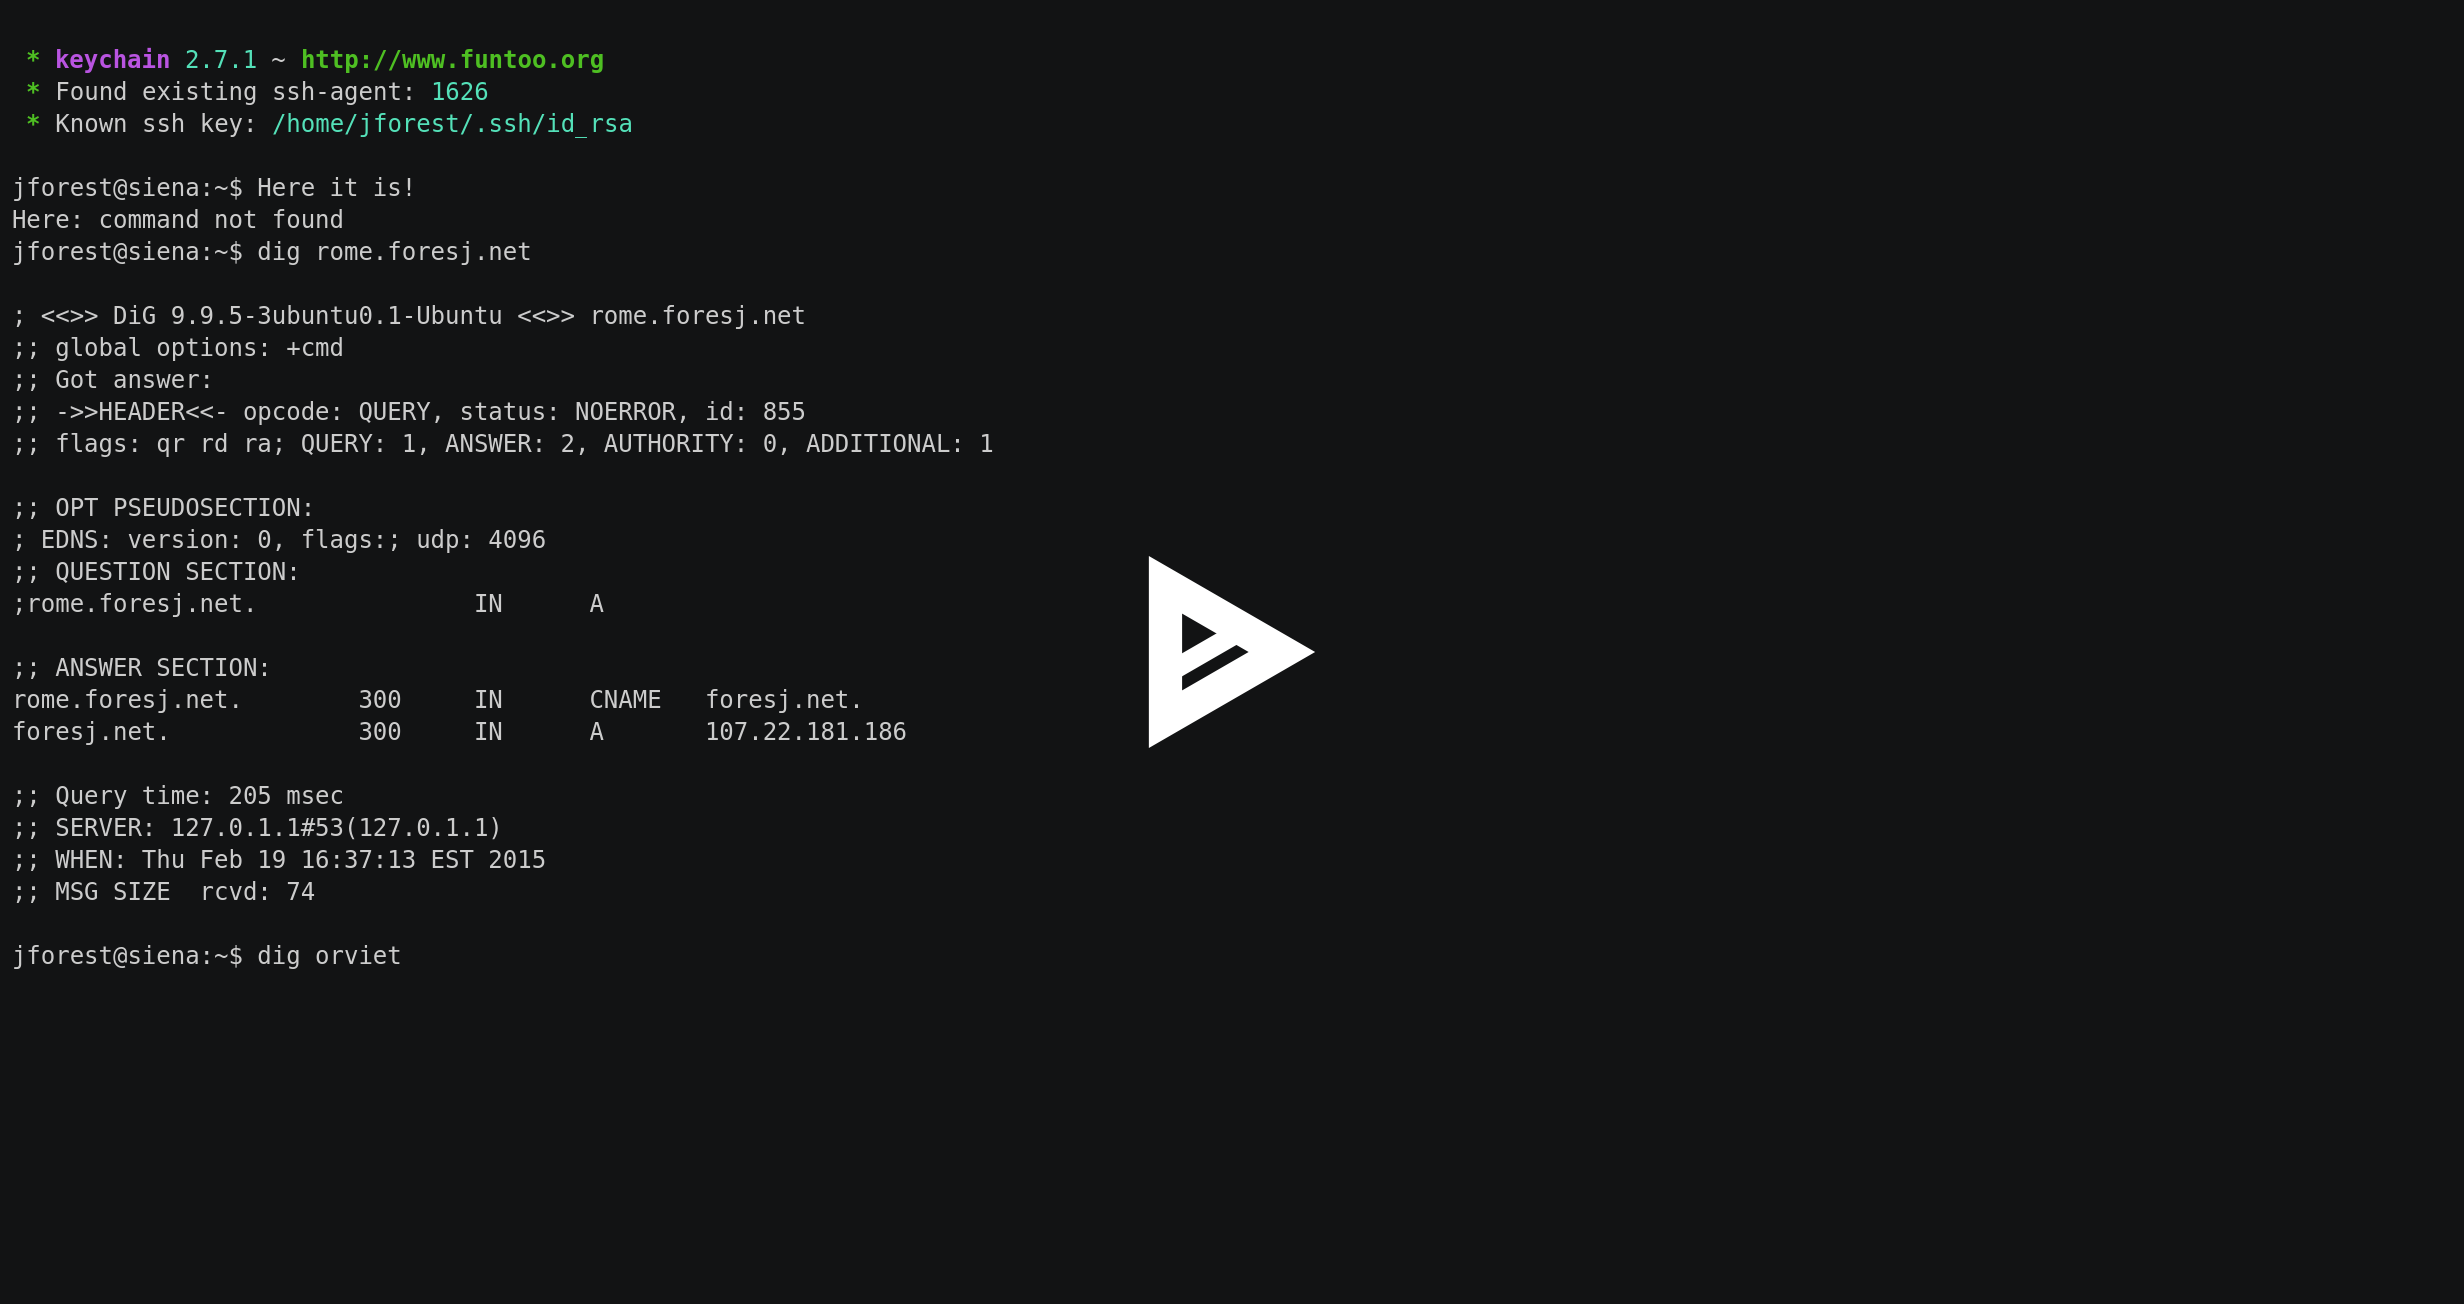 * keychain 2.7.1 ~ http://www.funtoo.org
* Found existing ssh-agent: 1626
* Known ssh key: /home/jforest/.ssh/id_rsa
jforest@siena:~$ Here it is!
Here: command not found
jforest@siena:~$ dig rome.foresj.net
; <<>> DiG 9.9.5-3ubuntu0.1-Ubuntu <<>> rome.foresj.net
;; global options: +cmd
;; Got answer:
;; ->>HEADER<<- opcode: QUERY, status: NOERROR, id: 855
;; flags: qr rd ra; QUERY: 1, ANSWER: 2, AUTHORITY: 0, ADDITIONAL: 1
;; OPT PSEUDOSECTION:
; EDNS: version: 0, flags:; udp: 4096
;; QUESTION SECTION:
;rome.foresj.net.               IN      A
;; ANSWER SECTION:
rome.foresj.net.        300     IN      CNAME   foresj.net.
foresj.net.             300     IN      A       107.22.181.186
;; Query time: 205 msec
;; SERVER: 127.0.1.1#53(127.0.1.1)
;; WHEN: Thu Feb 19 16:37:13 EST 2015
;; MSG SIZE  rcvd: 74
jforest@siena:~$ dig orviet